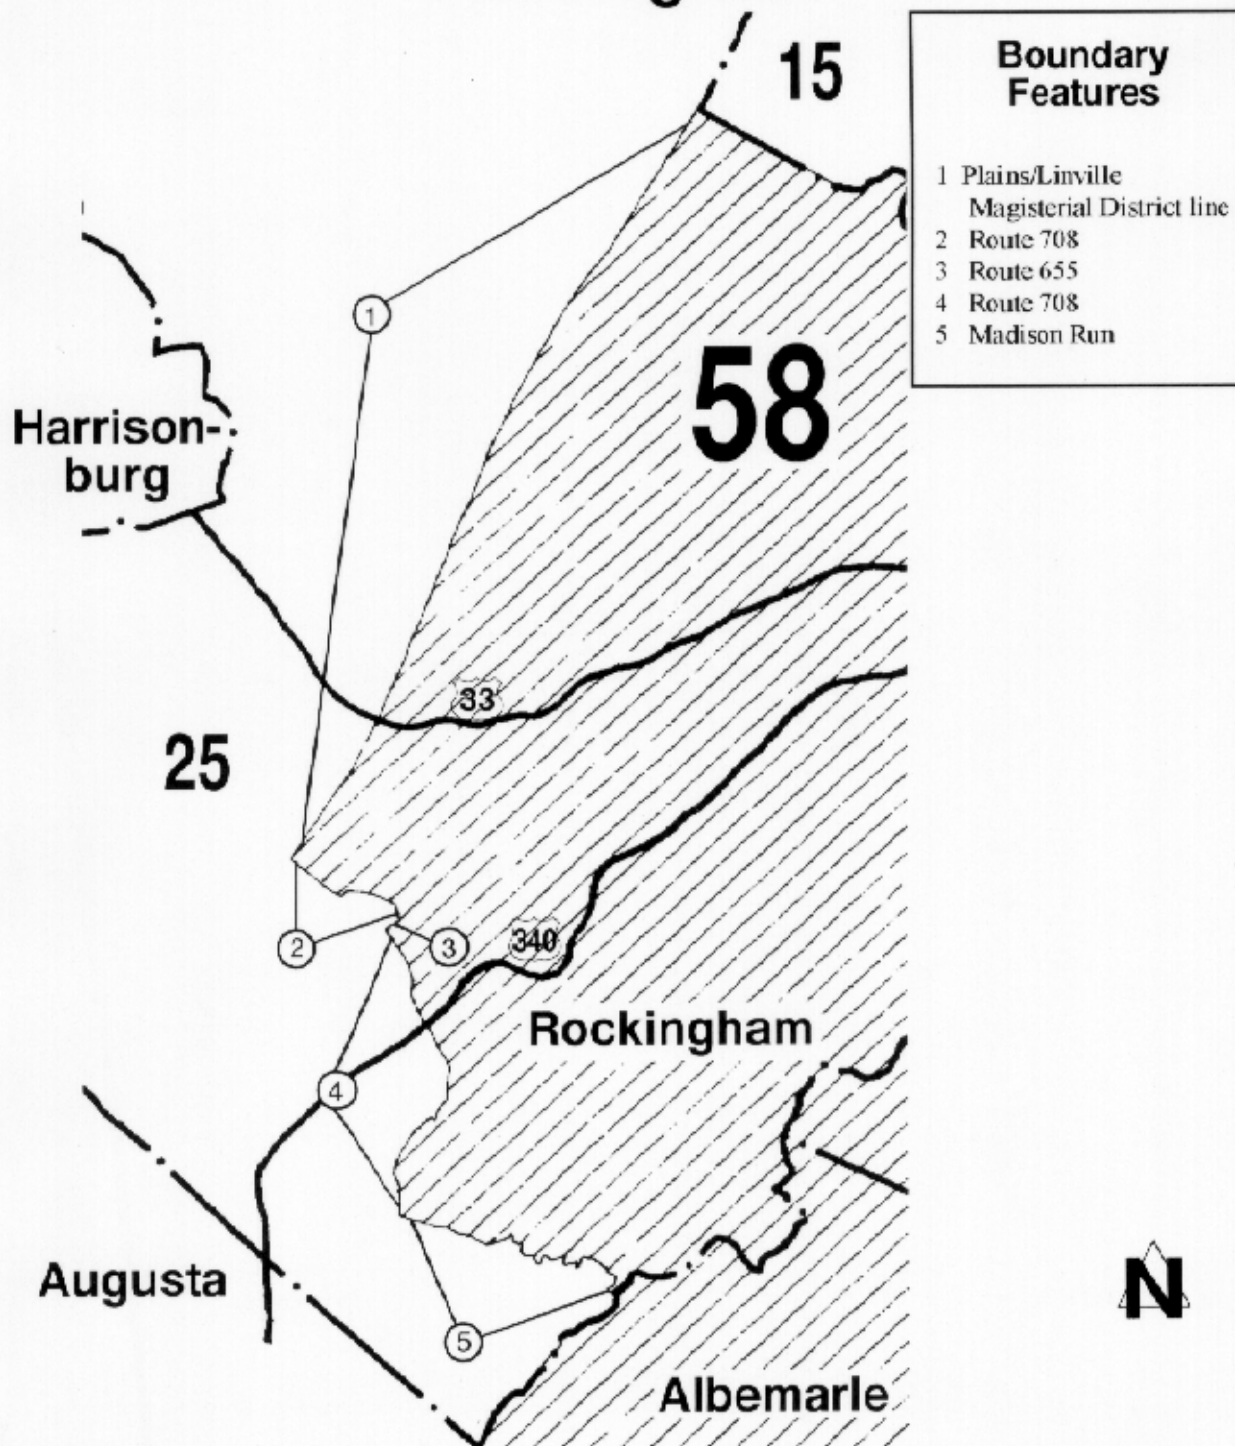 15
Boundary
Features
1 Plains/Linville
Magisterial District line
2 Route 708
3 Route 655
4 Route 708
5 Madison Run
1
58
Harrison-
burg
33
25
2
3
340
Rockingham
4
Augusta
N
5
Albemarle